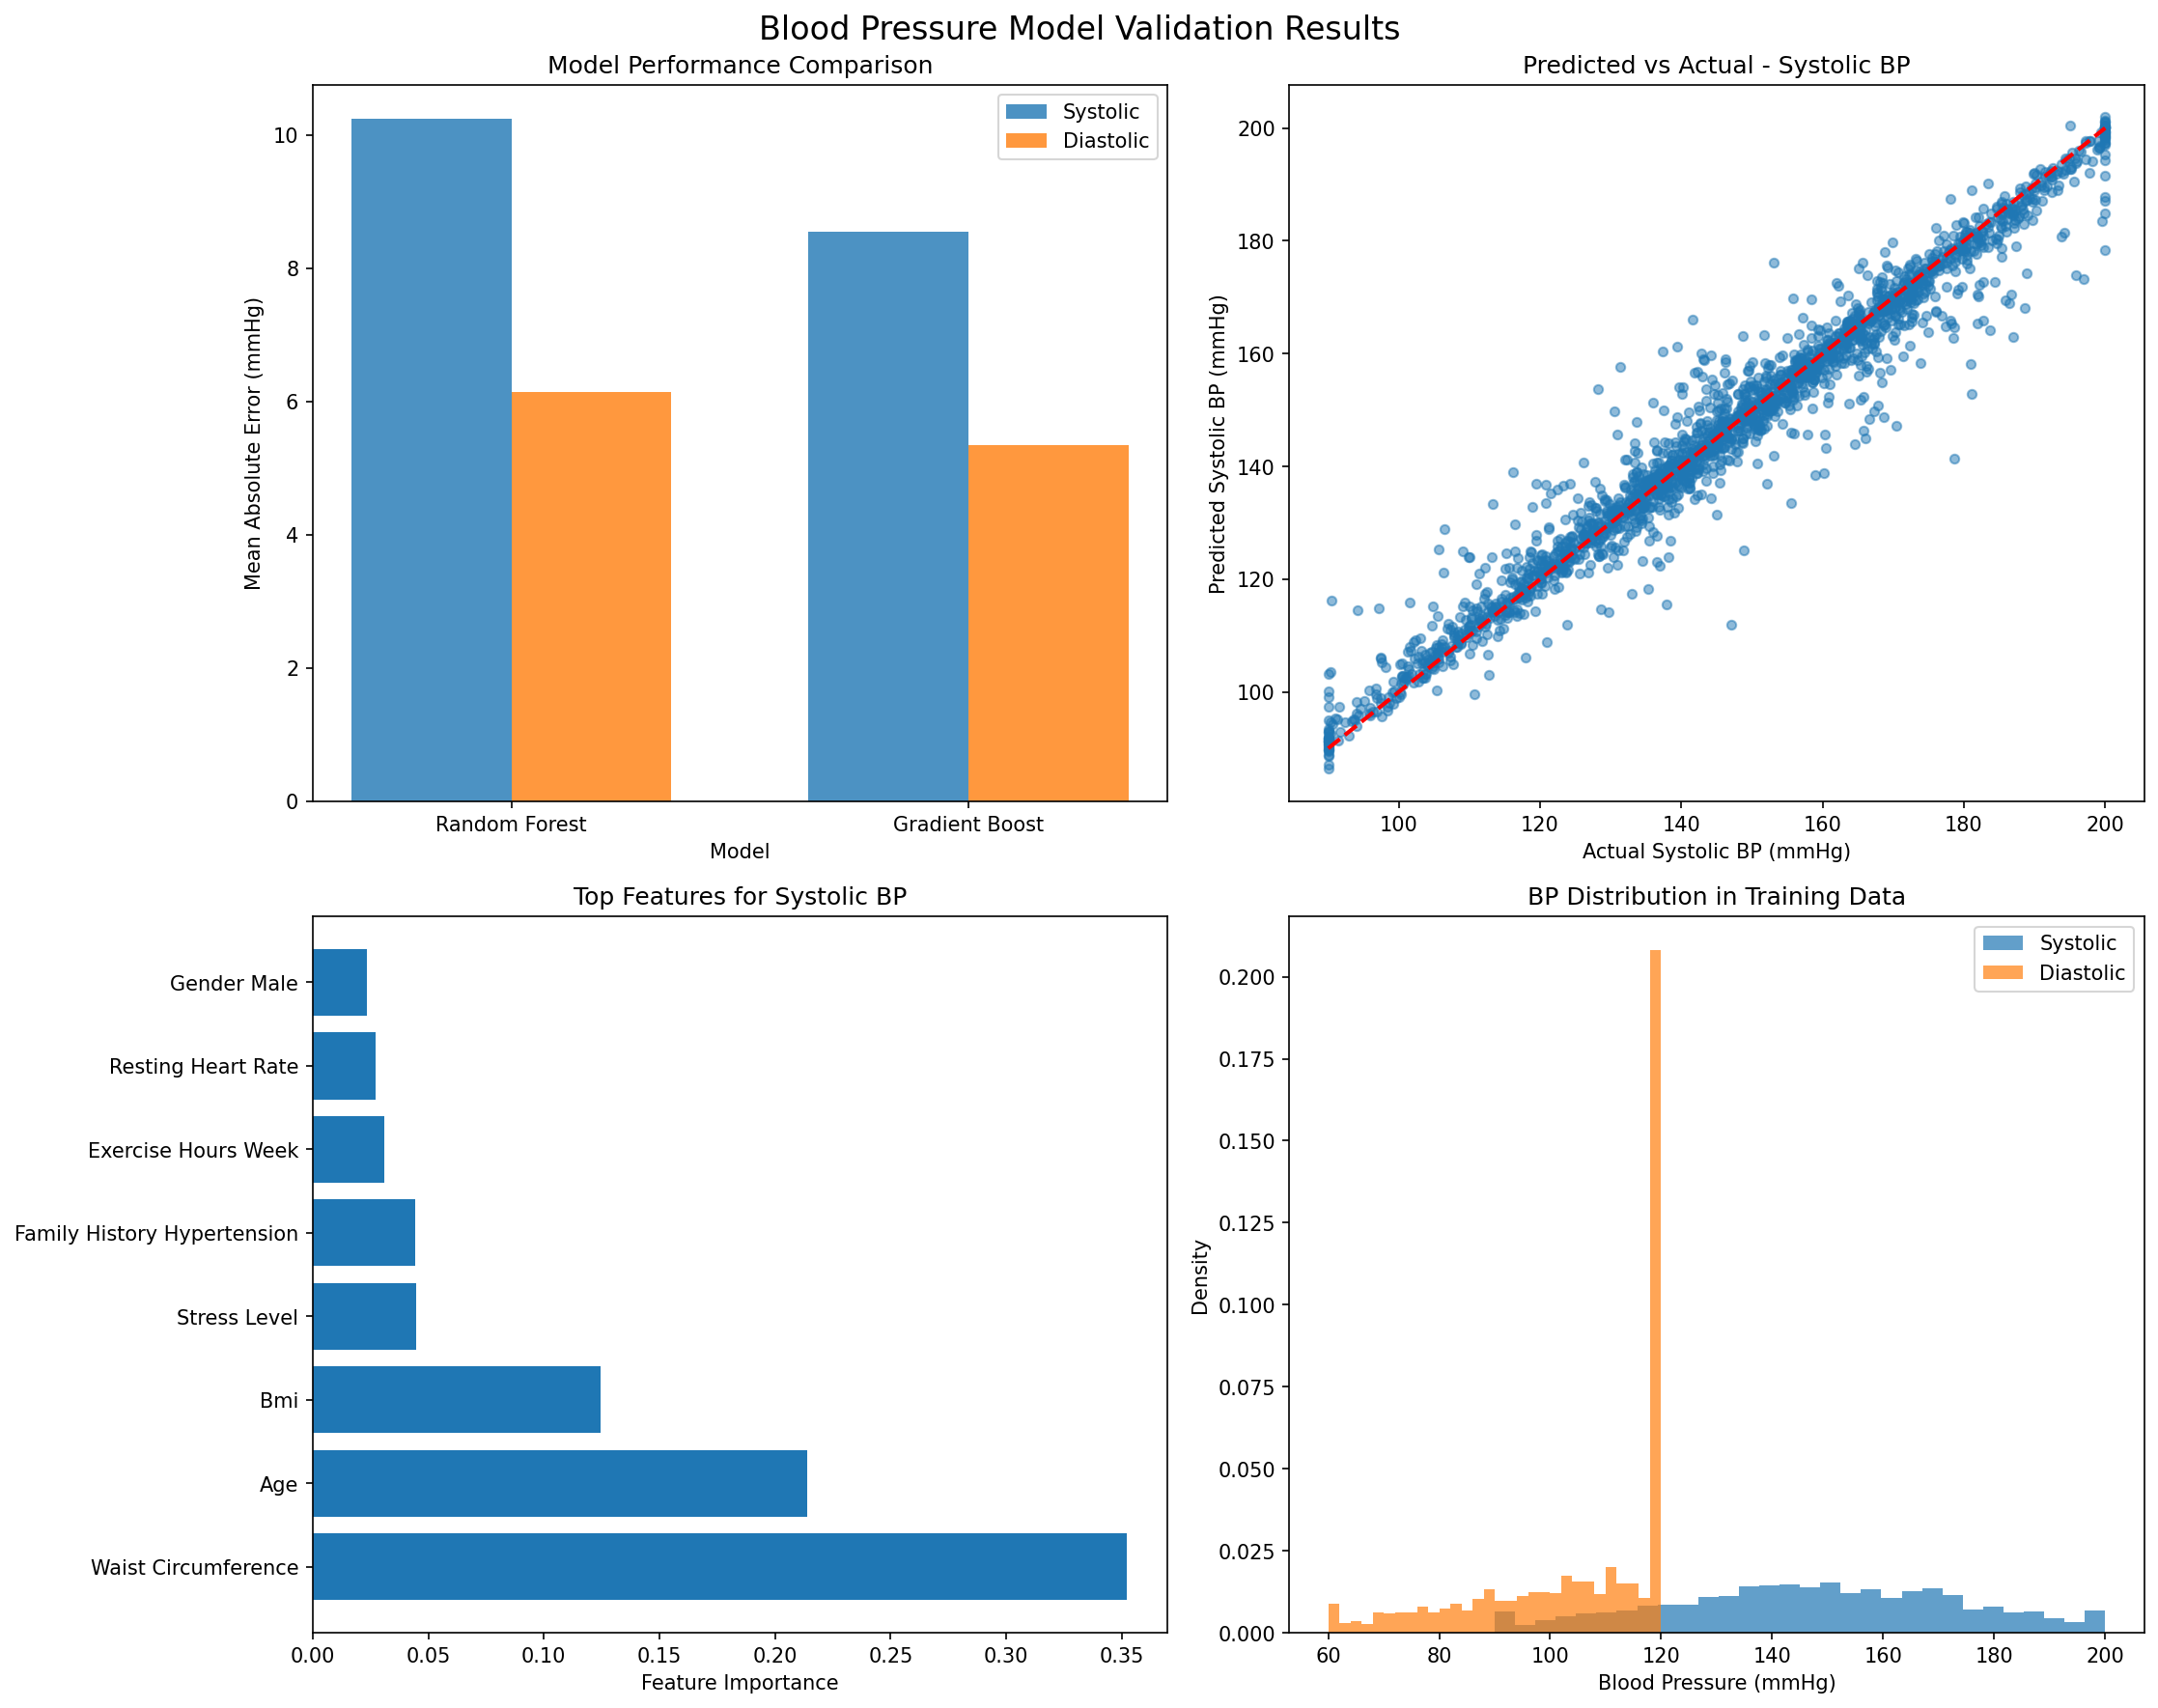 Blood Pressure Model Validation Results
Model Performance Comparison
Mean Absolute Error (mmHg)
10
8
6
4
2
0
Systolic
Diastolic
Random Forest Gradient Boost
Model
Predicted vs Actual - Systolic BP
Predicted Systolic BP (mmHg)
200
180
160
140
120
100
100 120 140 160 180 200
Actual Systolic BP (mmHg)
Top Features for Systolic BP
Gender Male
Resting Heart Rate
Exercise Hours Week
Family History Hypertension
Stress Level
Bmi
Age
Waist Circumference
0.00 0.05 0.10 0.15 0.20 0.25 0.30 0.35
Feature Importance
BP Distribution in Training Data
Density
0.200
0.175
0.150
0.125
0.100
0.075
0.050
0.025
0.000
Systolic
Diastolic
60 80 100 120 140 160 180 200
Blood Pressure (mmHg)